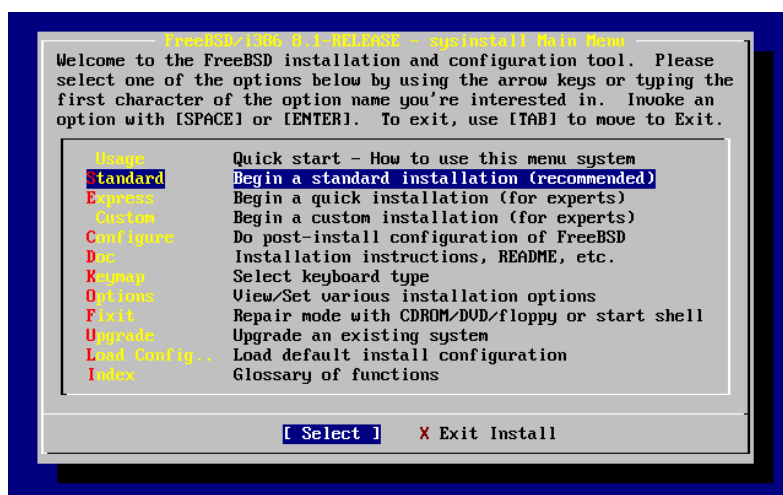 FreeBSD/i386 8.1-RELEASE - sysinstall Main Menu
Welcome to the FreeBSD installation and configuration tool.  Please
select one of the options below by using the arrow keys or typing the
first character of the option name you're interested in.  Invoke an
option with [SPACE] or [ENTER].  To exit, use [TAB] to move to Exit.
Usage Quick start - How to use this menu system
Standard Begin a standard installation (recommended)
Express Begin a quick installation (for experts)
Custom Begin a custom installation (for experts)
Configure Do post-install configuration of FreeBSD
Doc Installation instructions, README, etc.
Keymap Select keyboard type
Options View/Set various installation options
Fixit Repair mode with CDROM/DVD/floppy or start shell
Upgrade Upgrade an existing system
Load Config.. Load default install configuration
Index Glossary of functions
[ Select ] X Exit Install